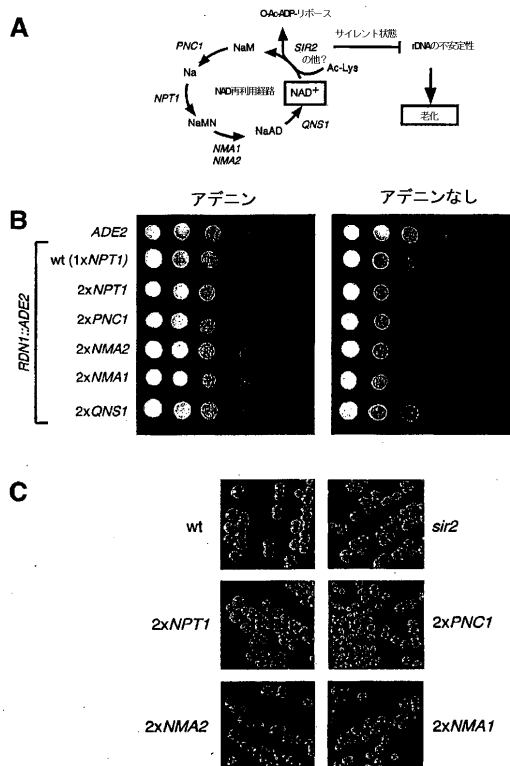 A
O-Ac-ADP-リボース
サイレント状態
PNC1
NaM
SIR2
の他?
rDNAの不安定性
Ac-Lys
Na
NAD再利用経路
NAD+
NPT1
老化
NaMN
NaAD
QNS1
NMA1
NMA2
アデニン
アデニンなし
B
ADE2
wt (1xNPT1)
2xNPT1
RDN1::ADE2
2xPNC1
2xNMA2
2xNMA1
2xQNS1
C
wt
sir2
2xNPT1
2xPNC1
2xNMA2
2xNMA1